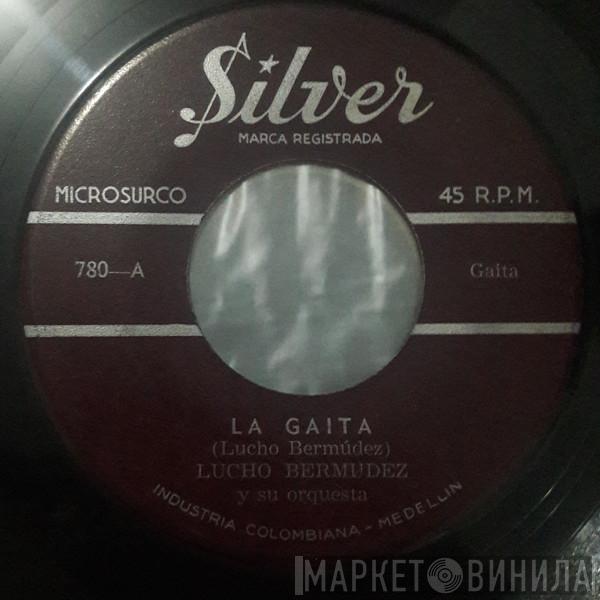 Silver
MARCA REGISTRADA
MICROSURCO
45 R.P.M.
780—A
Gaita
LA GAITA
(Lucho Bermúdez)
LUCHO BERMUDEZ
y su orquesta
INDUSTRIA COLOMBIANA - MEDELLIN
МАРКЕТ ВИНИЛА